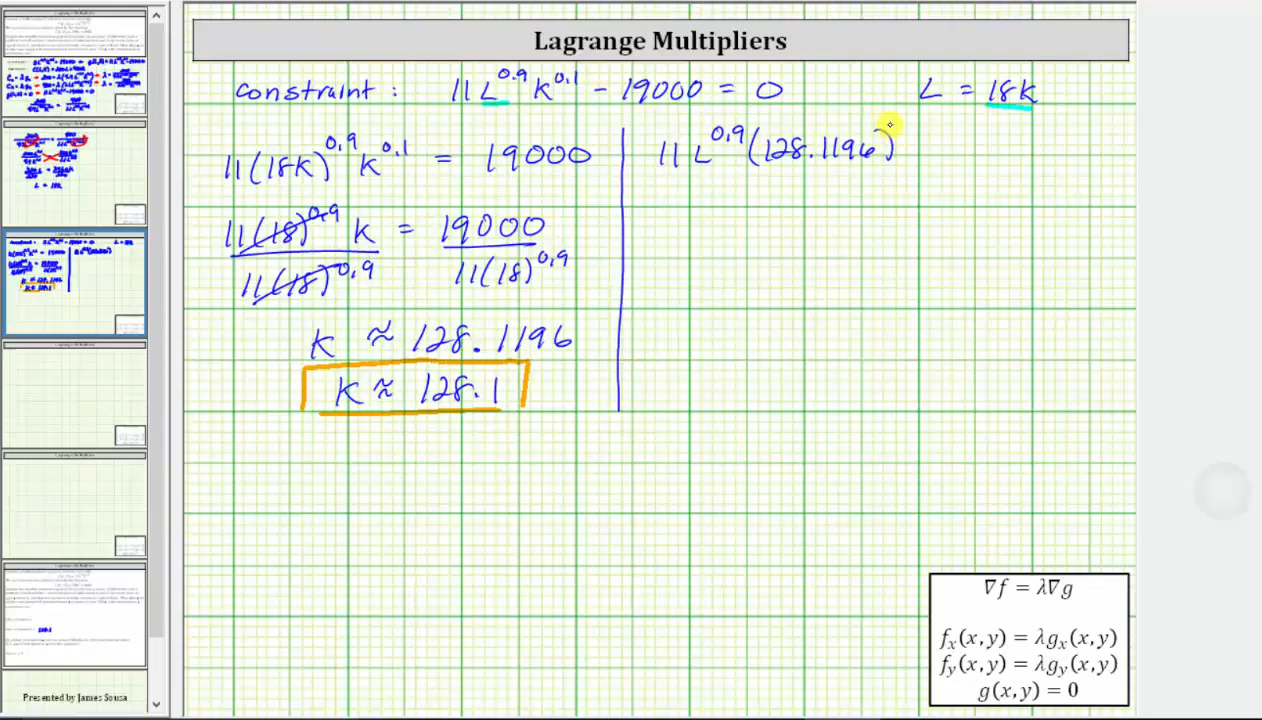 Lagrange Multipliers
constraint : 11 L^0.9 K^0.1 - 19000 = 0 L = 18K
11(18K)^0.9 K^0.1 = 19000
11(18)^0.9 K = 19000
11(18)^0.9 11(18)^0.9
K ≈ 128.1196
K ≈ 128.1
11 L^0.9 (128.1196)
∇f = λ∇g
f_x(x, y) = λg_x(x, y)
f_y(x, y) = λg_y(x, y)
g(x, y) = 0
Presented by James Sousa